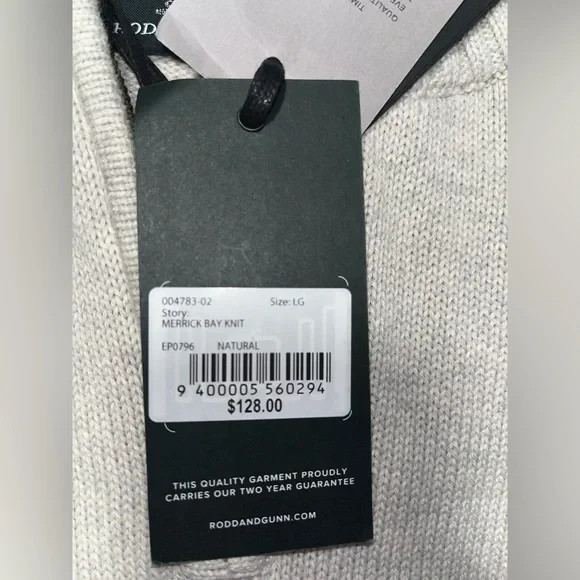 QUALITY
004783-02 Size: LG
Story:
MERRICK BAY KNIT
EP0796 NATURAL
9 400005 560294
$128.00
THIS QUALITY GARMENT PROUDLY
CARRIES OUR TWO YEAR GUARANTEE
RODDANDGUNN.COM